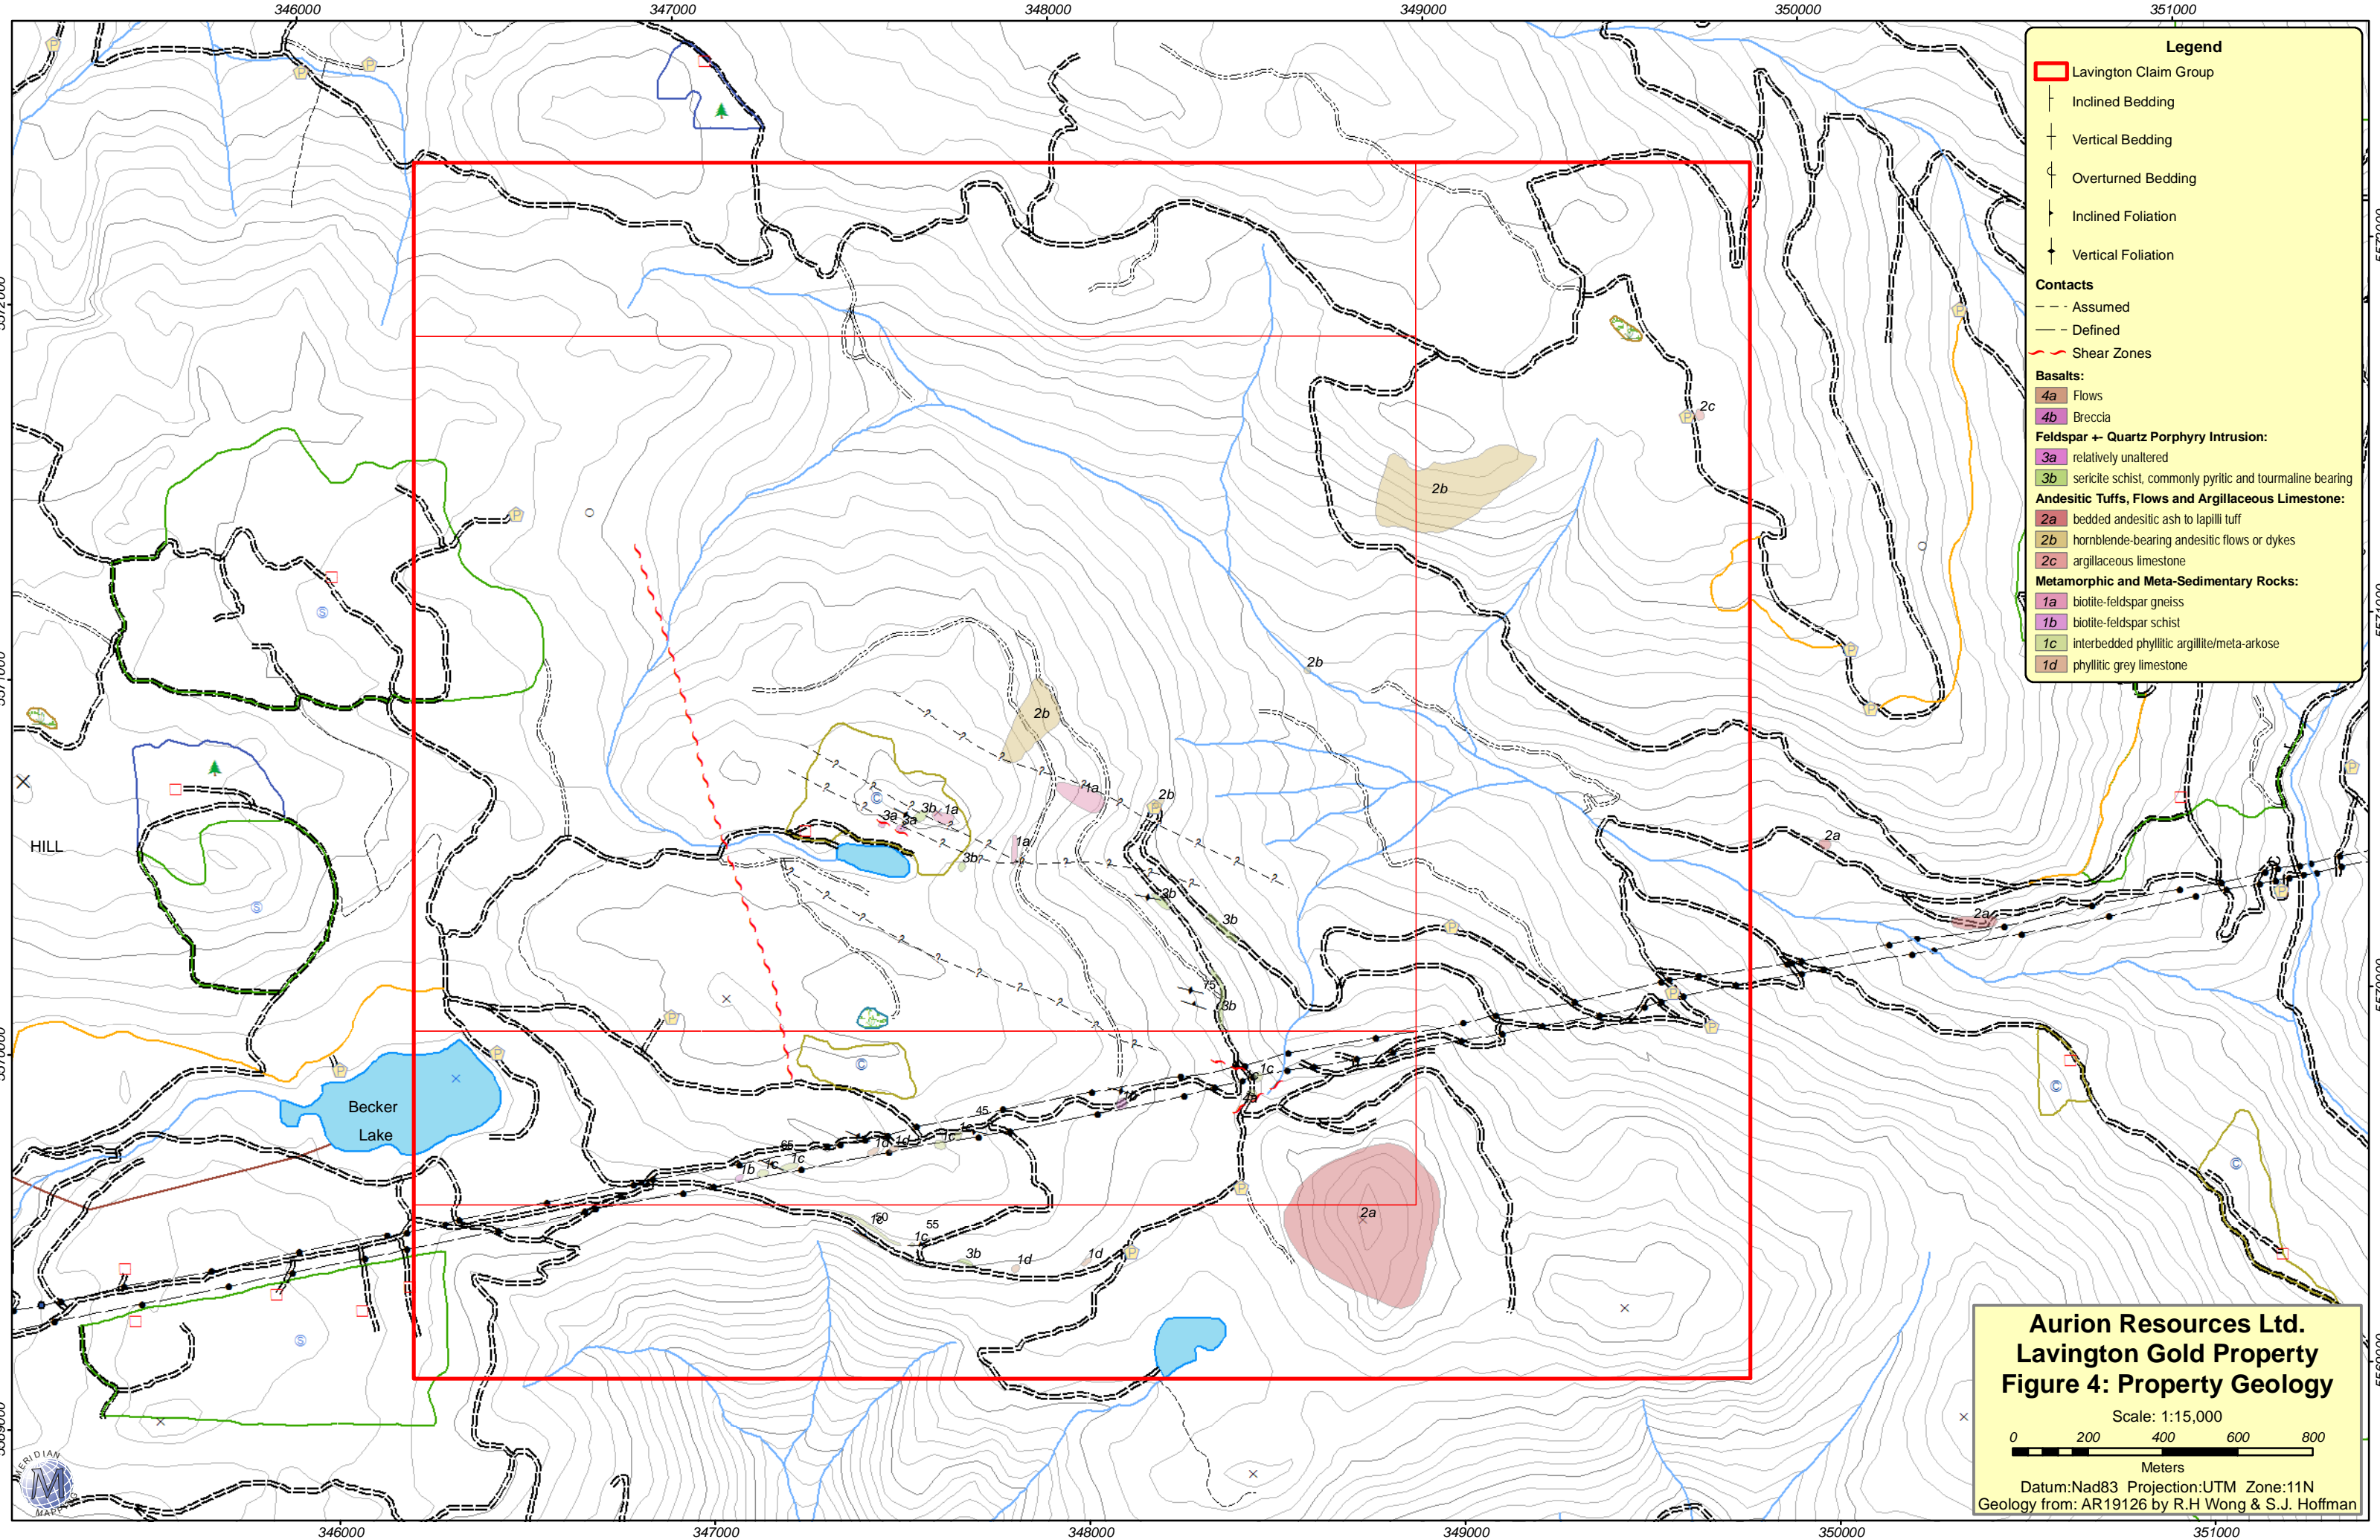 346000 347000 348000 349000 350000 351000
Legend
Lavington Claim Group
Inclined Bedding
Vertical Bedding
Overturned Bedding
Inclined Foliation
Vertical Foliation
Contacts
Assumed
Defined
Shear Zones
Basalts:
4a Flows
4b Breccia
Feldspar +- Quartz Porphyry Intrusion:
3a relatively unaltered
3b sericite schist, commonly pyritic and tourmaline bearing
Andesitic Tuffs, Flows and Argillaceous Limestone:
2a bedded andesitic ash to lapilli tuff
2b hornblende-bearing andesitic flows or dykes
2c argillaceous limestone
Metamorphic and Meta-Sedimentary Rocks:
1a biotite-feldspar gneiss
1b biotite-feldspar schist
1c interbedded phyllitic argillite/meta-arkose
1d phyllitic grey limestone
2c
2b
2b
2b
2b
1a
3b 1a
3a 3a
1a
3b
2a
HILL
3b
3b
2a
75
3b
1c
Becker
Lake
45
1c
1c
65
1d 1d
1b 1c 1c
2a
1c 50
55
1c
3b
1d
1d
Aurion Resources Ltd.
Lavington Gold Property
Figure 4: Property Geology
Scale: 1:15,000
0 200 400 600 800
Meters
Datum:Nad83 Projection:UTM Zone:11N
Geology from: AR19126 by R.H Wong & S.J. Hoffman
MERIDIAN
M
MAPPING
346000 347000 348000 349000 350000 351000